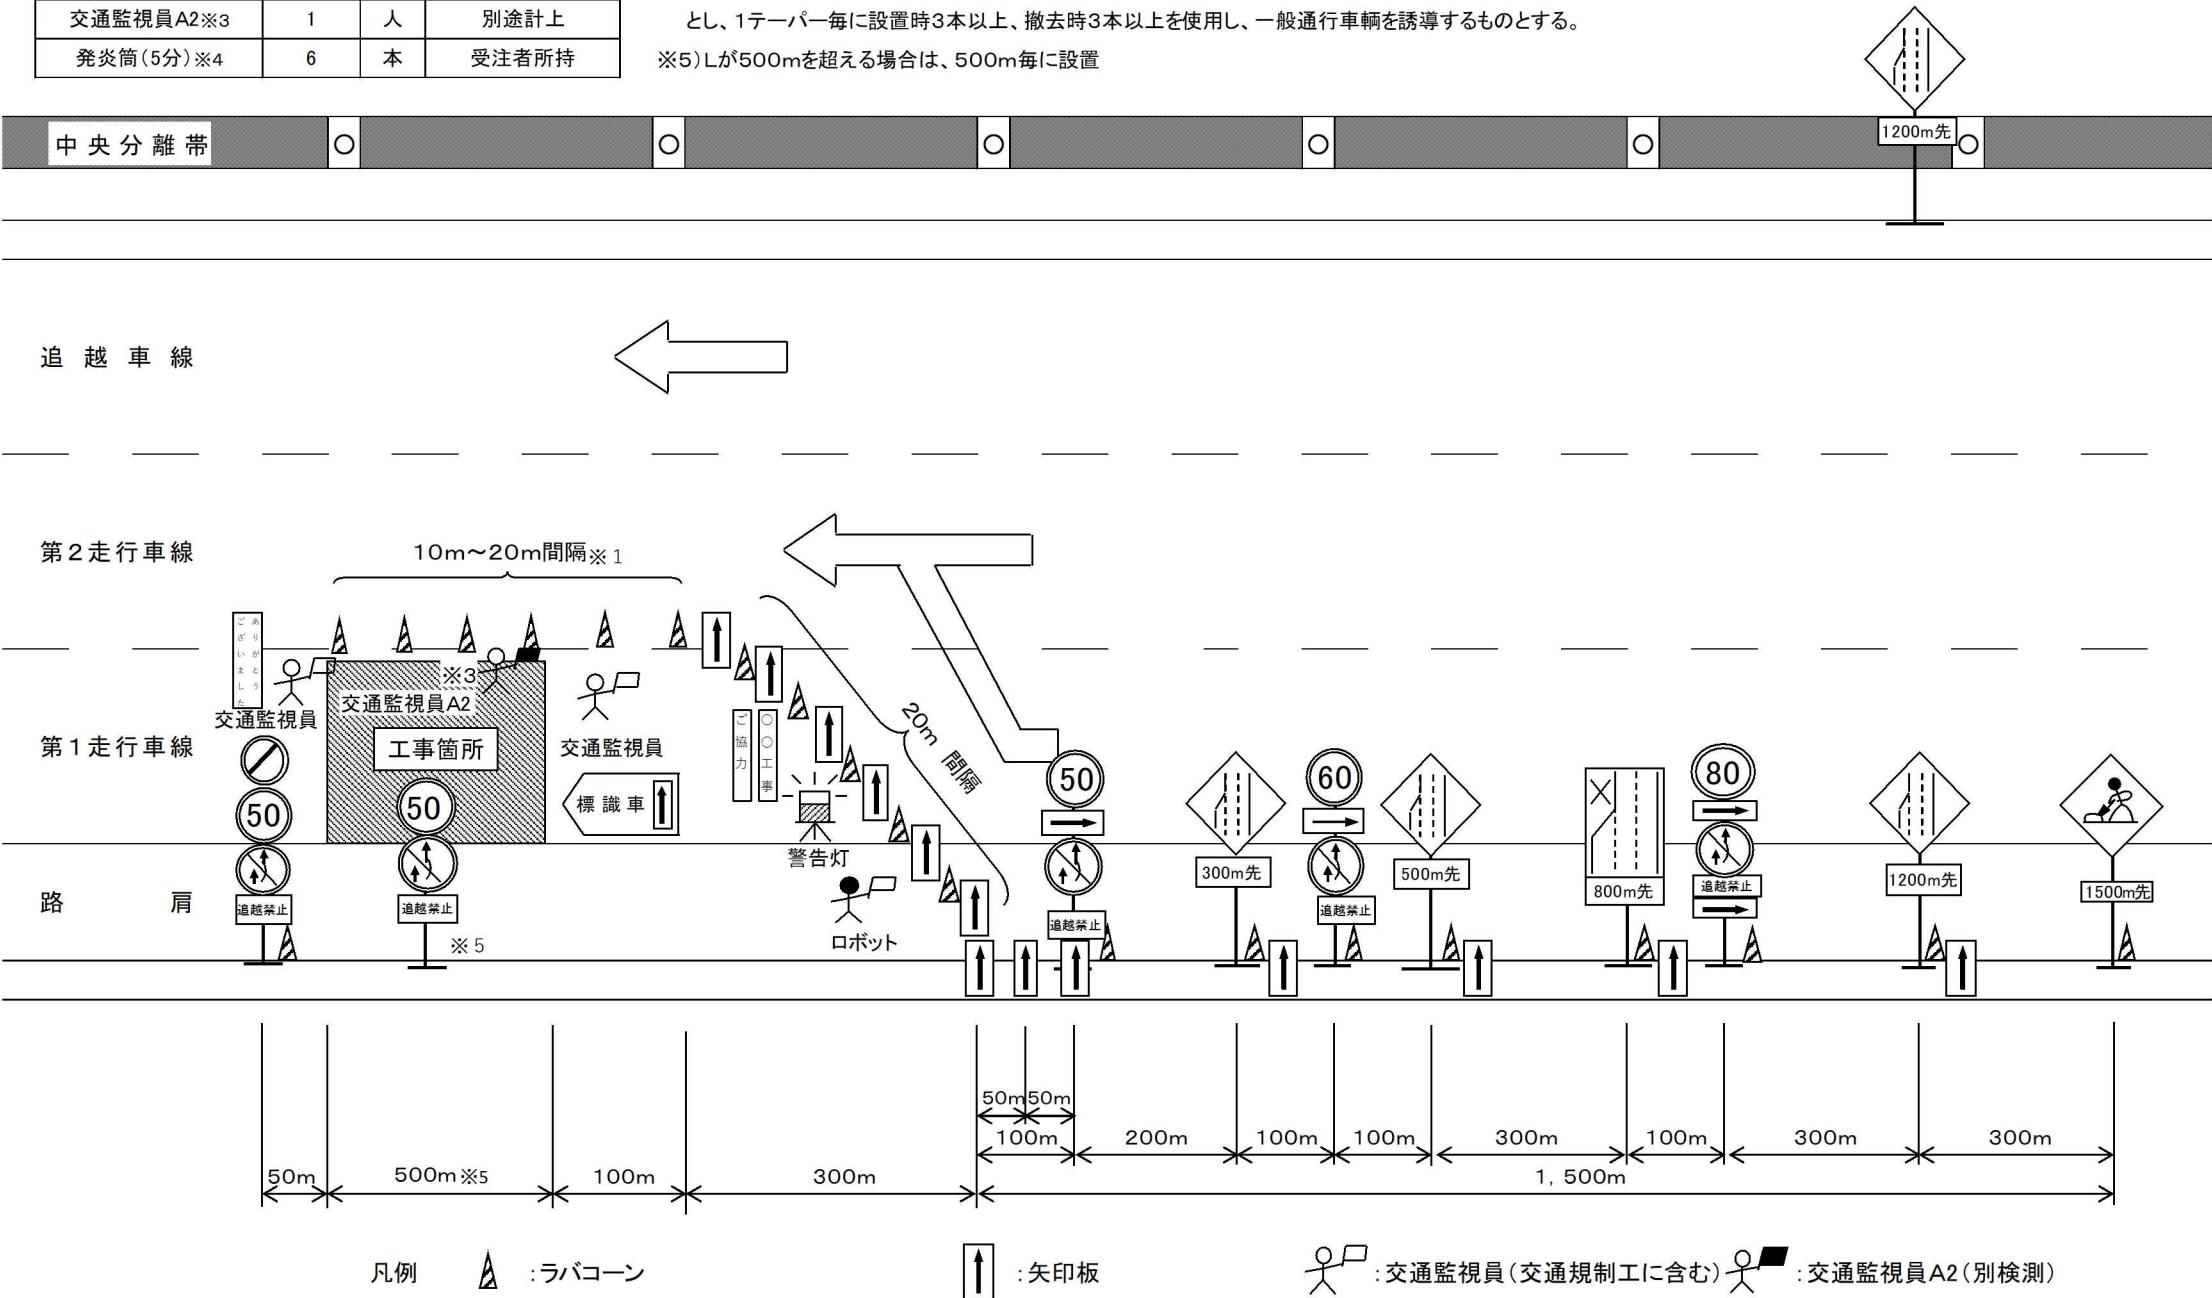 交通監視員A2※3 1 人 別途計上
発炎筒（5分）※4 6 本 受注者所持
とし、1テーパー毎に設置時3本以上、撤去時3本以上を使用し、一般通行車輌を誘導するものとする。
※5）Lが500mを超える場合は、500m毎に設置
中央分離帯
1200m先
追越車線
第2走行車線
10m～20m間隔※1
ありがとう
ございました
交通監視員
※3
交通監視員A2
工事箇所
交通監視員
標識車
〇〇工事
ご協力
20m 間隔
警告灯
ロボット
第1走行車線
路肩
50
追越禁止
50
追越禁止
※5
50
追越禁止
300m先
60
追越禁止
500m先
800m先
80
追越禁止
1200m先
1500m先
50m 50m
100m 200m 100m 100m 300m 100m 300m 300m
50m 500m※5 100m 300m 1,500m
凡例 :ラバコーン :矢印板 :交通監視員（交通規制工に含む） :交通監視員A2（別検測）